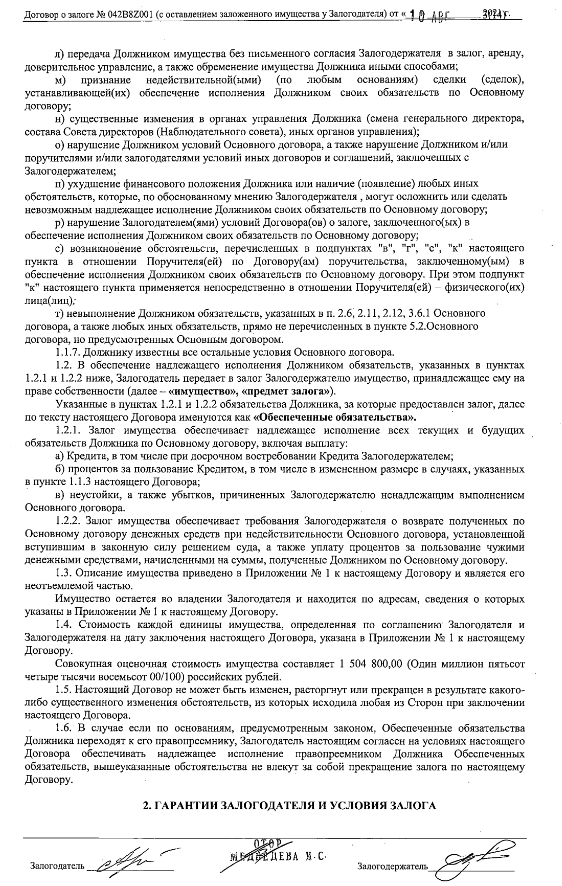 Договор о залоге № 042B8Z001 (с оставлением заложенного имущества у Залогодателя) от «10 АВГ
л) передача Должником имущества без письменного согласия Залогодержателя в залог, аренду,
доверительное управление, а также обременение имущества Должника иными способами;
м) признание недействительной(ыми) (по любым основаниям) сделки (сделок),
устанавливающей(их) обеспечение исполнения Должником своих обязательств по Основному
договору;
н) существенные изменения в органах управления Должника (смена генерального директора,
состава Совета директоров (Наблюдательного совета), иных органов управления);
о) нарушение Должником условий Основного договора, а также нарушение Должником и/или
поручителями и/или залогодателями условий иных договоров и соглашений, заключенных с
Залогодержателем;
п) ухудшение финансового положения Должника или наличие (появление) любых иных
обстоятельств, которые, по обоснованному мнению Залогодержателя , могут осложнить или сделать
невозможным надлежащее исполнение Должником своих обязательств по Основному договору;
р) нарушение Залогодателем(ями) условий Договора(ов) о залоге, заключенного(ых) в
обеспечение исполнения Должником своих обязательств по Основному договору;
с) возникновение обстоятельств, перечисленных в подпунктах "в", "г", "с", "к" настоящего
пункта в отношении Поручителя(ей) по Договору(ам) поручительства, заключенному(ым) в
обеспечение исполнения Должником своих обязательств по Основному договору. При этом подпункт
"к" настоящего пункта применяется непосредственно в отношении Поручителя(ей) – физического(их)
лица(лиц);
т) невыполнение Должником обязательств, указанных в п. 2.6, 2.11, 2.12, 3.6.1 Основного
договора, а также любых иных обязательств, прямо не перечисленных в пункте 5.2.Основного
договора, но предусмотренных Основным договором.
1.1.7. Должнику известны все остальные условия Основного договора.
1.2. В обеспечение надлежащего исполнения Должником обязательств, указанных в пунктах
1.2.1 и 1.2.2 ниже, Залогодатель передает в залог Залогодержателю имущество, принадлежащее ему на
праве собственности (далее – «имущество», «предмет залога»).
Указанные в пунктах 1.2.1 и 1.2.2 обязательства Должника, за которые предоставлен залог, далее
по тексту настоящего Договора именуются как «Обеспеченные обязательства».
1.2.1. Залог имущества обеспечивает надлежащее исполнение всех текущих и будущих
обязательств Должника по Основному договору, включая выплату:
а) Кредита, в том числе при досрочном востребовании Кредита Залогодержателем;
б) процентов за пользование Кредитом, в том числе в измененном размере в случаях, указанных
в пункте 1.1.3 настоящего Договора;
в) неустойки, а также убытков, причиненных Залогодержателю ненадлежащим выполнением
Основного договора.
1.2.2. Залог имущества обеспечивает требования Залогодержателя о возврате полученных по
Основному договору денежных средств при недействительности Основного договора, установленной
вступившим в законную силу решением суда, а также уплату процентов за пользование чужими
денежными средствами, начисленными на суммы, полученные Должником по Основному договору.
1.3. Описание имущества приведено в Приложении № 1 к настоящему Договору и является его
неотъемлемой частью.
Имущество остается во владении Залогодателя и находится по адресам, сведения о которых
указаны в Приложении № 1 к настоящему Договору.
1.4. Стоимость каждой единицы имущества, определенная по соглашению Залогодателя и
Залогодержателя на дату заключения настоящего Договора, указана в Приложении № 1 к настоящему
Договору.
Совокупная оценочная стоимость имущества составляет 1 504 800,00 (Один миллион пятьсот
четыре тысячи восемьсот 00/100) российских рублей.
1.5. Настоящий Договор не может быть изменен, расторгнут или прекращен в результате какого-
либо существенного изменения обстоятельств, из которых исходила любая из Сторон при заключении
настоящего Договора.
1.6. В случае если по основаниям, предусмотренным законом, Обеспеченные обязательства
Должника переходят к его правопреемнику, Залогодатель настоящим согласен на условиях настоящего
Договора обеспечивать надлежащее исполнение правопреемником Должника Обеспеченных
обязательств, вышеуказанные обстоятельства не влекут за собой прекращение залога по настоящему
Договору.
2. ГАРАНТИИ ЗАЛОГОДАТЕЛЯ И УСЛОВИЯ ЗАЛОГА
Залогодатель
МЕДВЕДЕВА И.С.
Залогодержатель